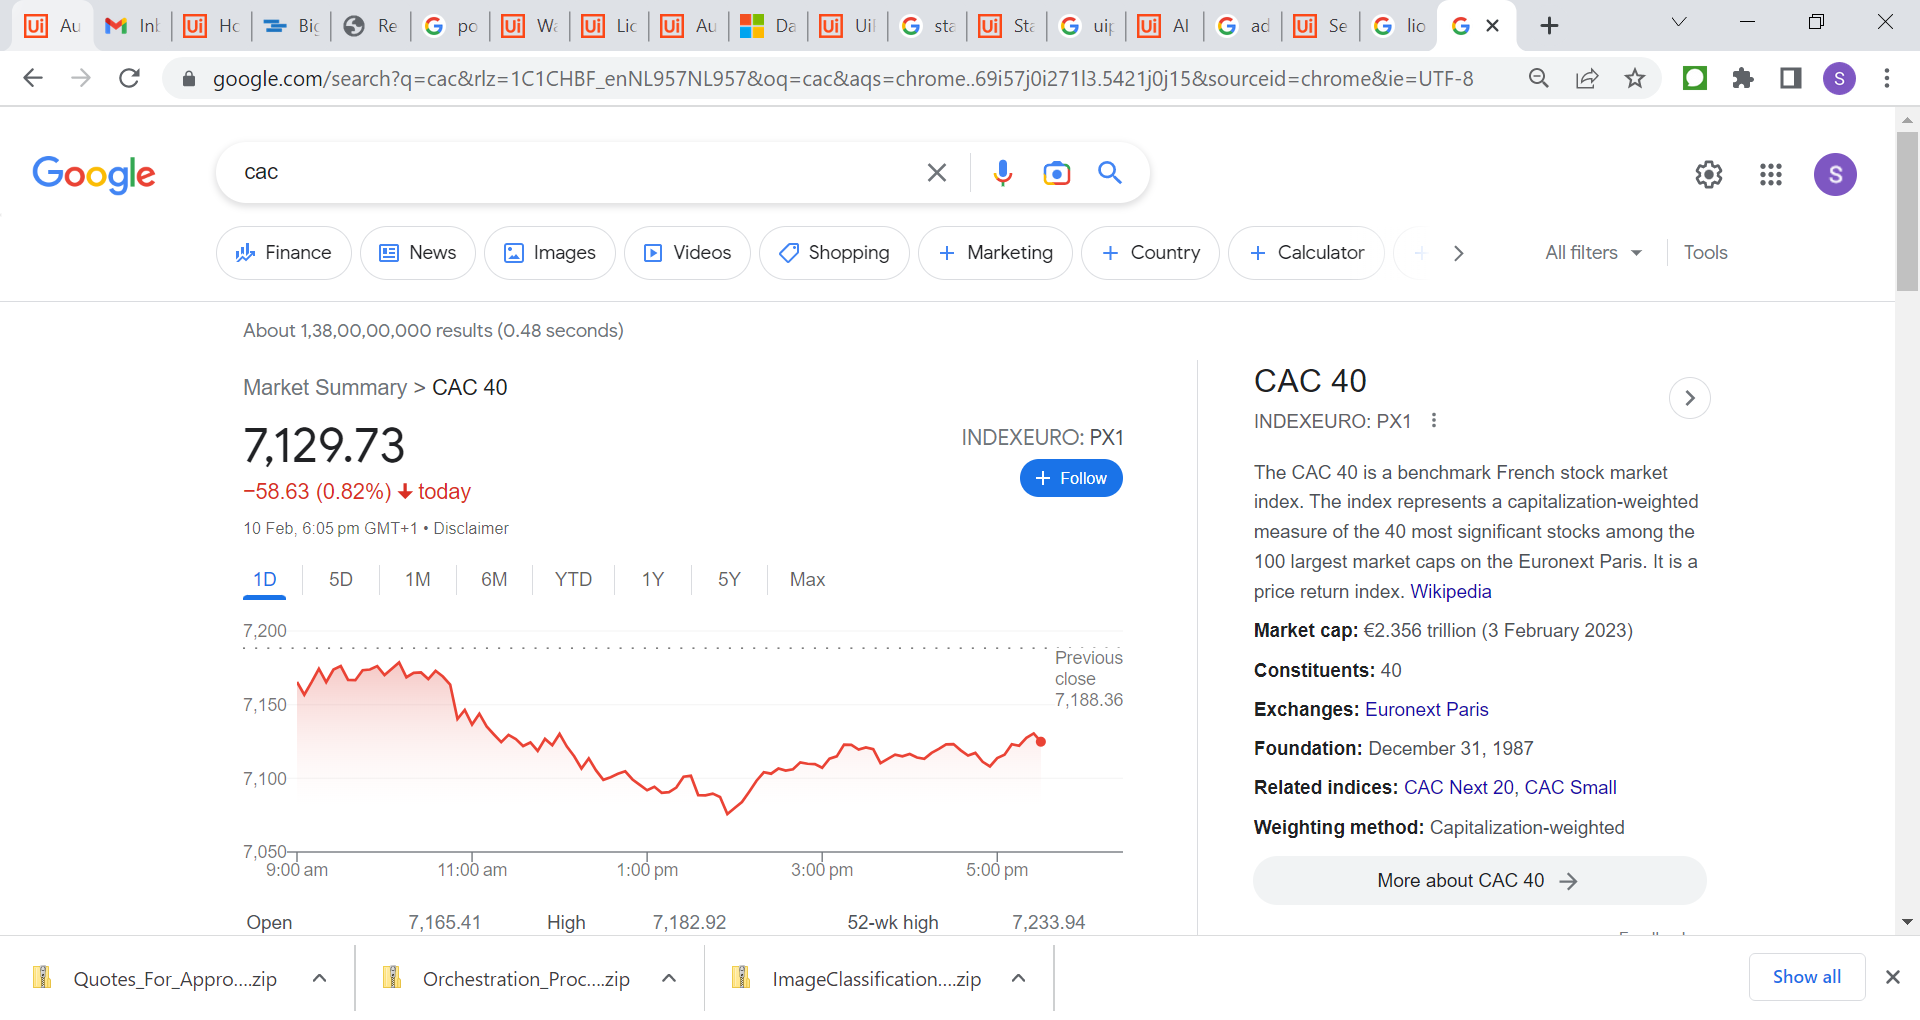 Au
Inb
Ho
Big
Re
po
Wa
Lic
Au
Da
UiI
sta
Sta
uip
AI
ad
Se
lio
google.com/search?q=cac&rlz=1C1CHBF_enNL957NL957&oq=cac&aqs=chrome..69i57j0i271l3.5421j0j15&sourceid=chrome&ie=UTF-8
S
Google
cac
S
Finance
News
Images
Videos
Shopping
Marketing
Country
Calculator
All filters
Tools
About 1,38,00,00,000 results (0.48 seconds)
Market Summary > CAC 40
7,129.73
−58.63 (0.82%) today
10 Feb, 6:05 pm GMT+1 • Disclaimer
INDEXEURO: PX1
+ Follow
1D
5D
1M
6M
YTD
1Y
5Y
Max
7,200
7,150
7,100
7,050
Previous
close
7,188.36
9:00 am
11:00 am
1:00 pm
3:00 pm
5:00 pm
Open 7,165.41
High 7,182.92
52-wk high 7,233.94
CAC 40
INDEXEURO: PX1
The CAC 40 is a benchmark French stock market
index. The index represents a capitalization-weighted
measure of the 40 most significant stocks among the
100 largest market caps on the Euronext Paris. It is a
price return index. Wikipedia
Market cap: €2.356 trillion (3 February 2023)
Constituents: 40
Exchanges: Euronext Paris
Foundation: December 31, 1987
Related indices: CAC Next 20, CAC Small
Weighting method: Capitalization-weighted
More about CAC 40
Quotes_For_Appro....zip
Orchestration_Proc....zip
ImageClassification....zip
Show all